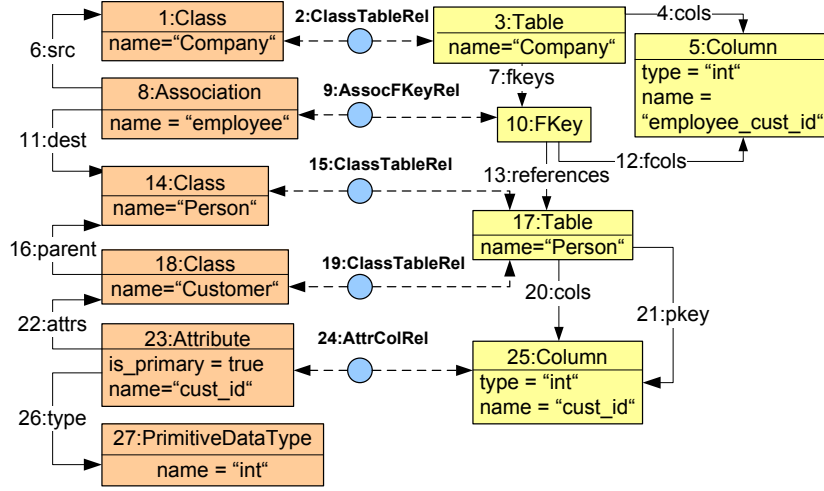 1:Class
name=“Company“
2:ClassTableRel
3:Table
name=“Company“
4:cols
5:Column
type = “int“
name =
“employee_cust_id“
6:src
7:fkeys
8:Association
name = “employee“
9:AssocFKeyRel
10:FKey
11:dest
12:fcols
13:references
14:Class
name=“Person“
15:ClassTableRel
16:parent
17:Table
name=“Person“
18:Class
name=“Customer“
19:ClassTableRel
20:cols
21:pkey
22:attrs
23:Attribute
is_primary = true
name=“cust_id“
24:AttrColRel
25:Column
type = “int“
name = “cust_id“
26:type
27:PrimitiveDataType
name = “int“